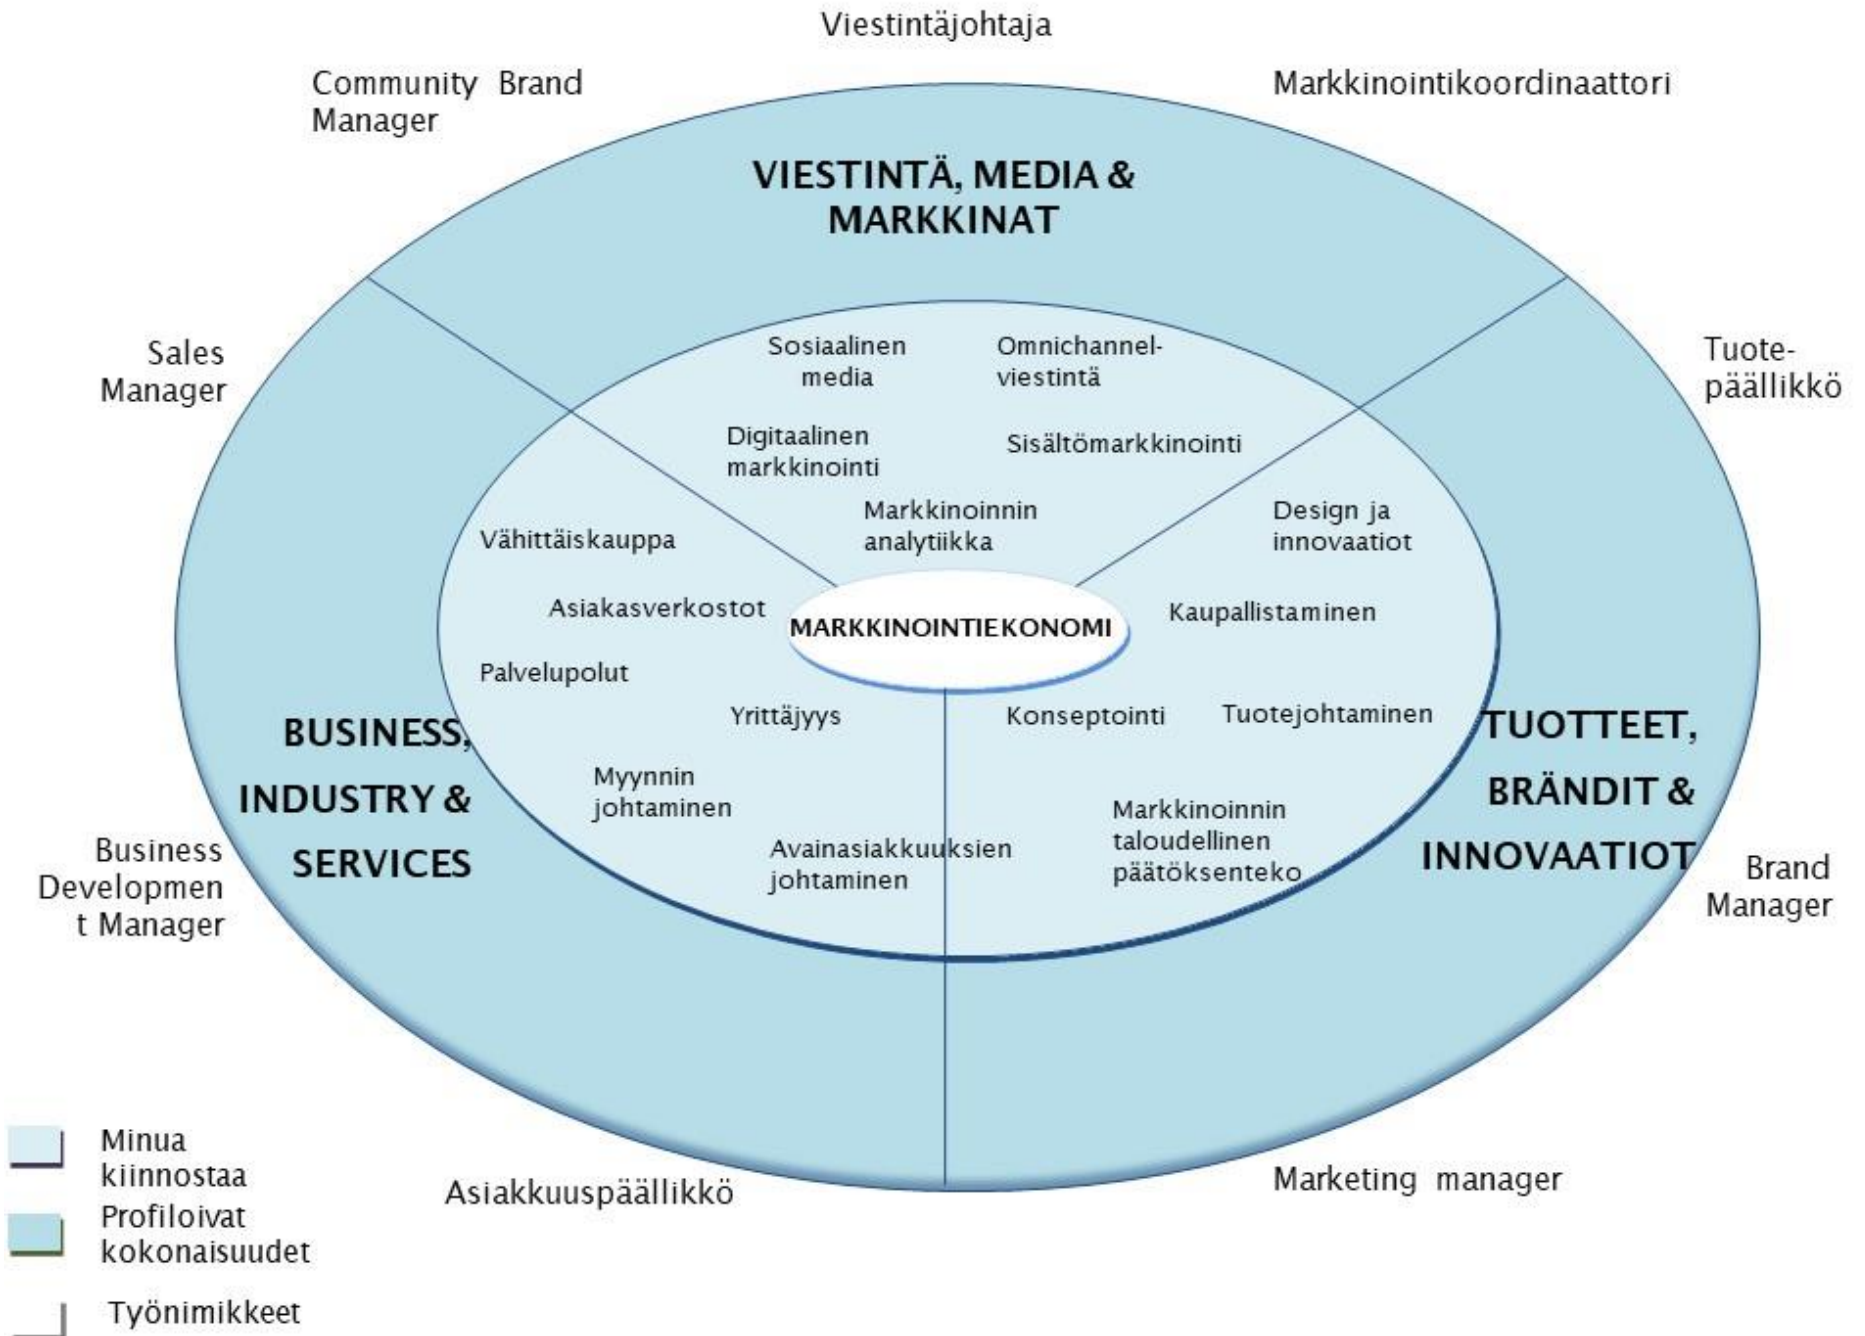 Viestintäjohtaja
Community Brand
Manager
Markkinointikoordinaattori
VIESTINTÄ, MEDIA &
MARKKINAT
Sales
Manager
Tuote-
päällikkö
Sosiaalinen
media
Omnichannel-
viestintä
Digitaalinen
markkinointi
Sisältömarkkinointi
Markkinoinnin
analytiikka
Design ja
innovaatiot
Vähittäiskauppa
Asiakasverkostot
MARKKINOINTIEKONOMI
Kaupallistaminen
Palvelupolut
Yrittäjyys
Konseptointi
Tuotejohtaminen
BUSINESS,
INDUSTRY &
SERVICES
TUOTTEET,
BRÄNDIT &
INNOVAATIOT
Myynnin
johtaminen
Avainasiakkuuksien
johtaminen
Markkinoinnin
taloudellinen
päätöksenteko
Business
Developmen
t Manager
Brand
Manager
Asiakkuuspäällikkö
Marketing manager
Minua
kiinnostaa
Profiloivat
kokonaisuudet
Työnimikkeet